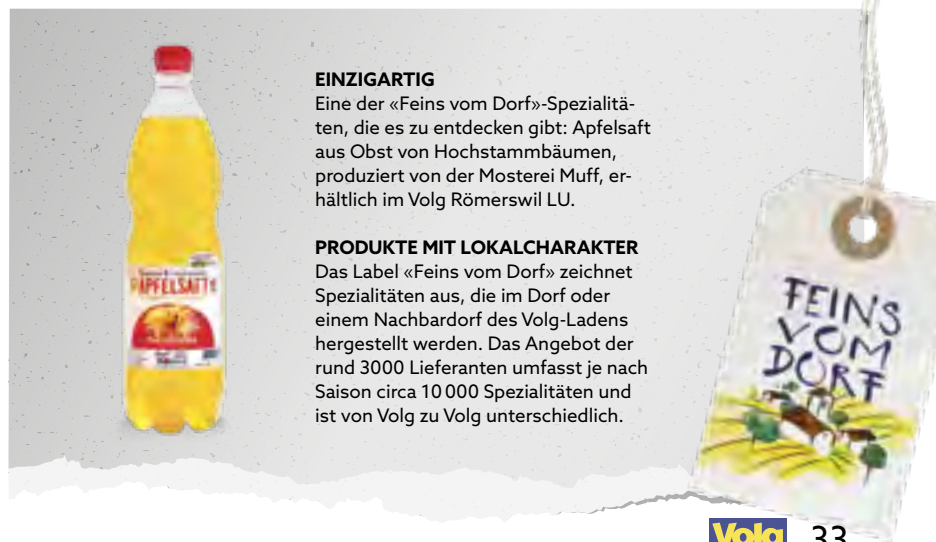 EINZIGARTIG
Eine der «Feins vom Dorf»-Spezialitä-
ten, die es zu entdecken gibt: Apfelsaft
aus Obst von Hochstammbäumen,
produziert von der Mosterei Muff, er-
hältlich im Volg Römerswil LU.
PRODUKTE MIT LOKALCHARAKTER
Das Label «Feins vom Dorf» zeichnet
Spezialitäten aus, die im Dorf oder
einem Nachbardorf des Volg-Ladens
hergestellt werden. Das Angebot der
rund 3000 Lieferanten umfasst je nach
Saison circa 10 000 Spezialitäten und
ist von Volg zu Volg unterschiedlich.
APFELSAFT
FEINS
VOM
DORF
Volg 33